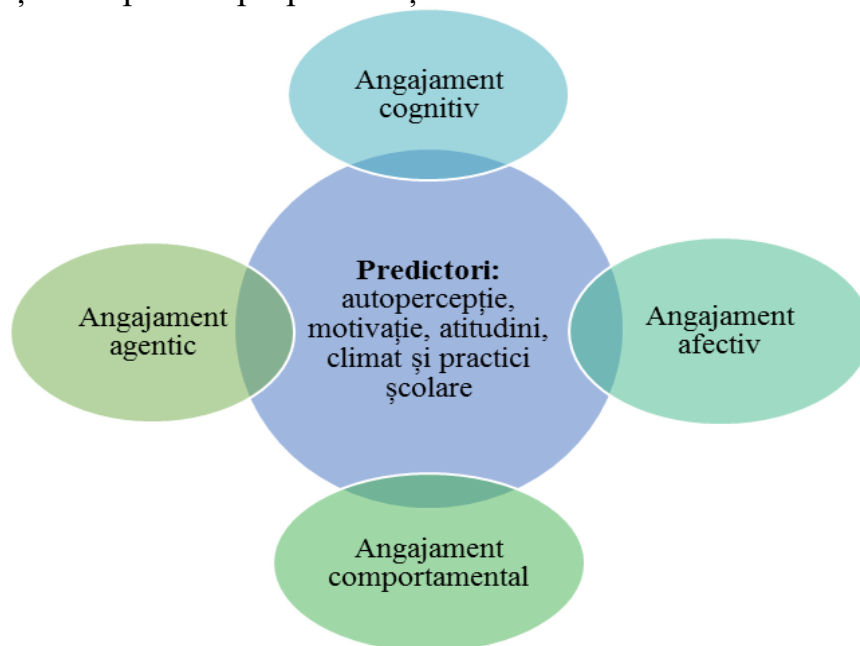 Angajament
cognitiv
Predictori:
autopercepție,
motivație, atitudini,
climat și practici
școlare
Angajament
agentic
Angajament
afectiv
Angajament
comportamental